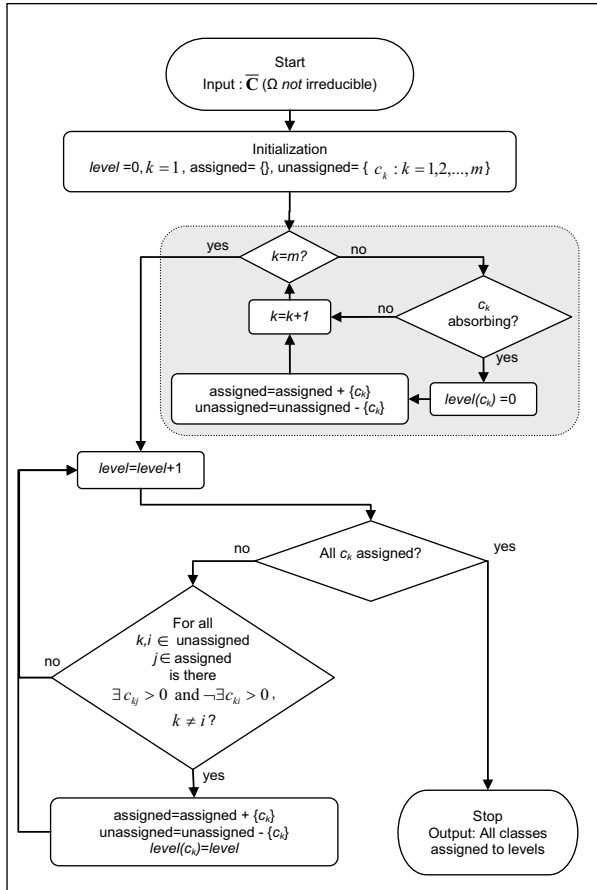 Start
Input : C̅ (Ω not irreducible)
Initialization
level =0, k = 1 , assigned= {}, unassigned= { c_k : k = 1,2,...,m }
yes
k=m?
no
k=k+1
no
c_k
absorbing?
yes
assigned=assigned + {c_k}
unassigned=unassigned - {c_k}
level(c_k) =0
level=level+1
no
All c_k assigned?
yes
For all
k,i ∈ unassigned
j ∈ assigned
is there
∃ c_kj > 0 and ¬∃ c_ki > 0 ,
k ≠ i ?
no
yes
assigned=assigned + {c_k}
unassigned=unassigned - {c_k}
level(c_k)=level
Stop
Output: All classes
assigned to levels